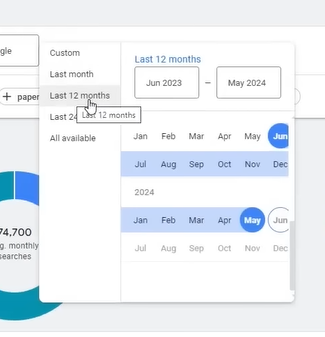 gle
Custom
Last month
Last 12 months
Last 24
Last 12 months
All available
Last 12 months
Jun 2023 – May 2024
Jan Feb Mar Apr May Jun
Jul Aug Sep Oct Nov Dec
2024
Jan Feb Mar Apr May Jun
Jul Aug Sep Oct Nov Dec
+ paper
74,700
g. monthly
searches